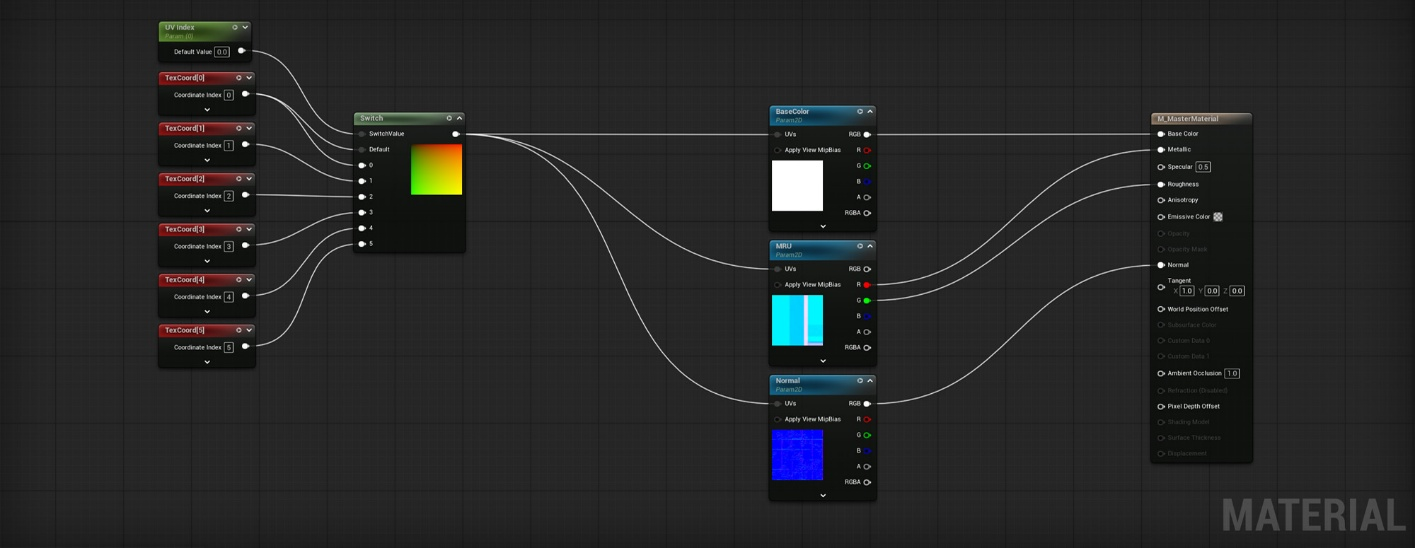 UV Index
Param (0)
Default Value 0.0
TexCoord[0]
Coordinate Index 0
TexCoord[1]
Coordinate Index 1
TexCoord[2]
Coordinate Index 2
TexCoord[3]
Coordinate Index 3
TexCoord[4]
Coordinate Index 4
TexCoord[5]
Coordinate Index 5
Switch
SwitchValue
Default
0
1
2
3
4
5
BaseColor
Param2D
UVs RGB
Apply View MipBias R
G
B
A
RGBA
MRU
Param2D
UVs RGB
Apply View MipBias R
G
B
A
RGBA
Normal
Param2D
UVs RGB
Apply View MipBias R
G
B
A
RGBA
M_MasterMaterial
Base Color
Metallic
Specular 0.5
Roughness
Anisotropy
Emissive Color
Opacity
Opacity Mask
Normal
Tangent
X 1.0 Y 0.0 Z 0.0
World Position Offset
Subsurface Color
Custom Data 0
Custom Data 1
Ambient Occlusion 1.0
Refraction (Disabled)
Pixel Depth Offset
Shading Model
Surface Thickness
Displacement
MATERIAL